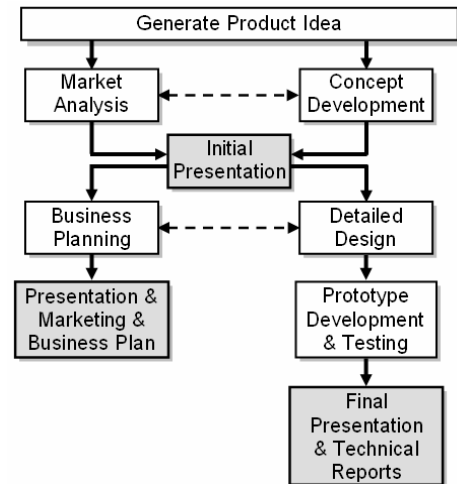 Generate Product Idea
Market
Analysis
Concept
Development
Initial
Presentation
Business
Planning
Detailed
Design
Presentation &
Marketing &
Business Plan
Prototype
Development
& Testing
Final
Presentation
& Technical
Reports